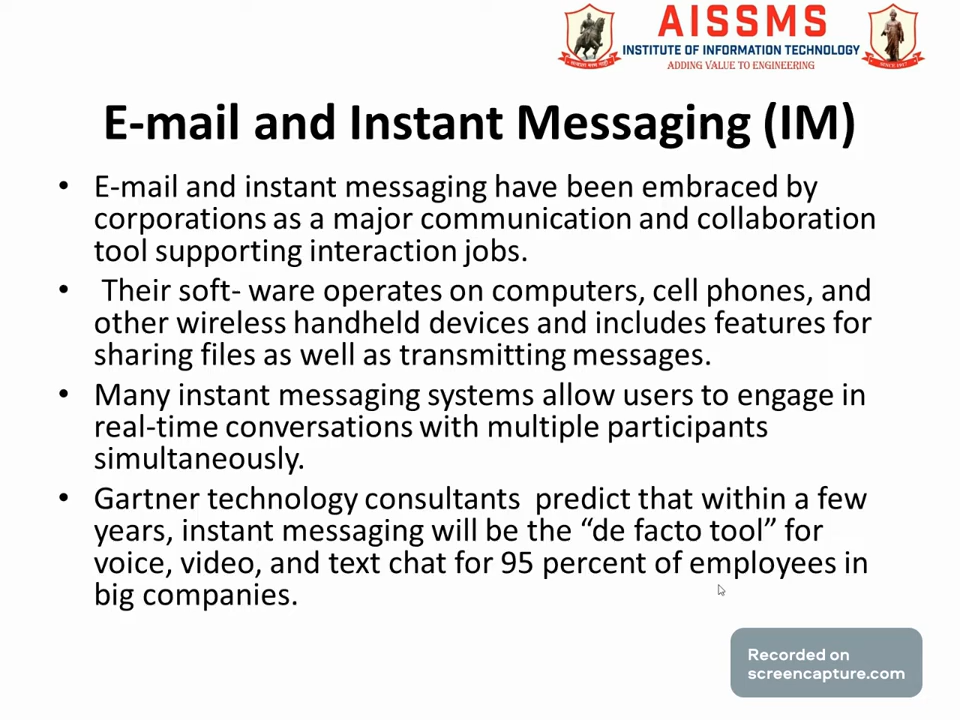 AISSMS
INSTITUTE OF INFORMATION TECHNOLOGY
ADDING VALUE TO ENGINEERING
E-mail and Instant Messaging (IM)
• E-mail and instant messaging have been embraced by
corporations as a major communication and collaboration
tool supporting interaction jobs.
• Their soft- ware operates on computers, cell phones, and
other wireless handheld devices and includes features for
sharing files as well as transmitting messages.
• Many instant messaging systems allow users to engage in
real-time conversations with multiple participants
simultaneously.
• Gartner technology consultants predict that within a few
years, instant messaging will be the “de facto tool” for
voice, video, and text chat for 95 percent of employees in
big companies.
Recorded on
screencapture.com